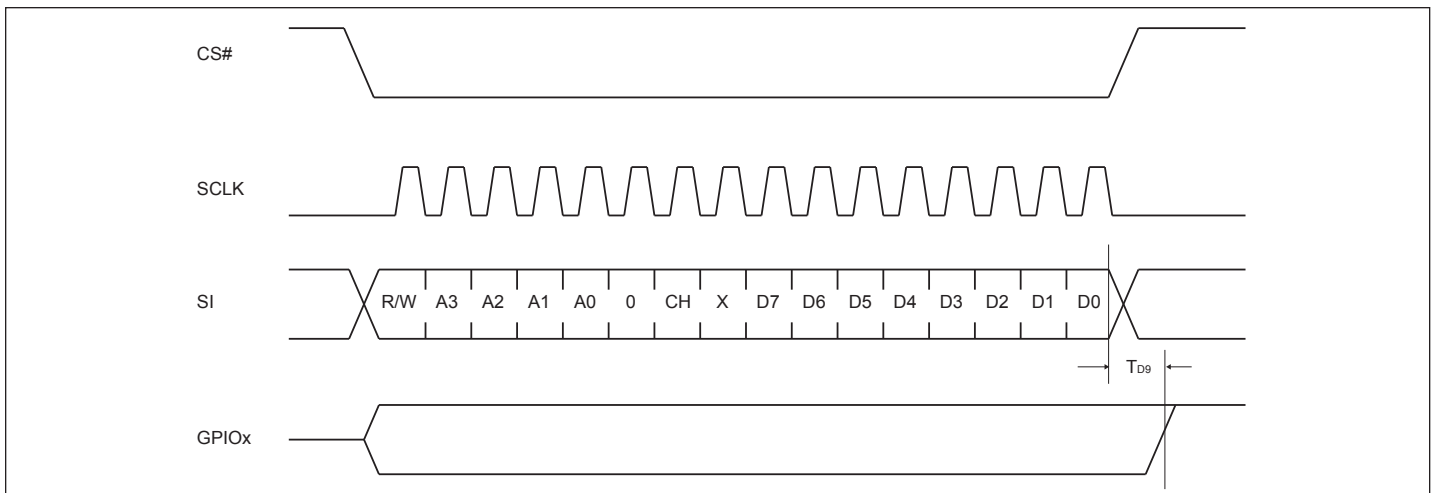 CS#
SCLK
SI R/W A3 A2 A1 A0 0 CH X D7 D6 D5 D4 D3 D2 D1 D0
TD9
GPIOx